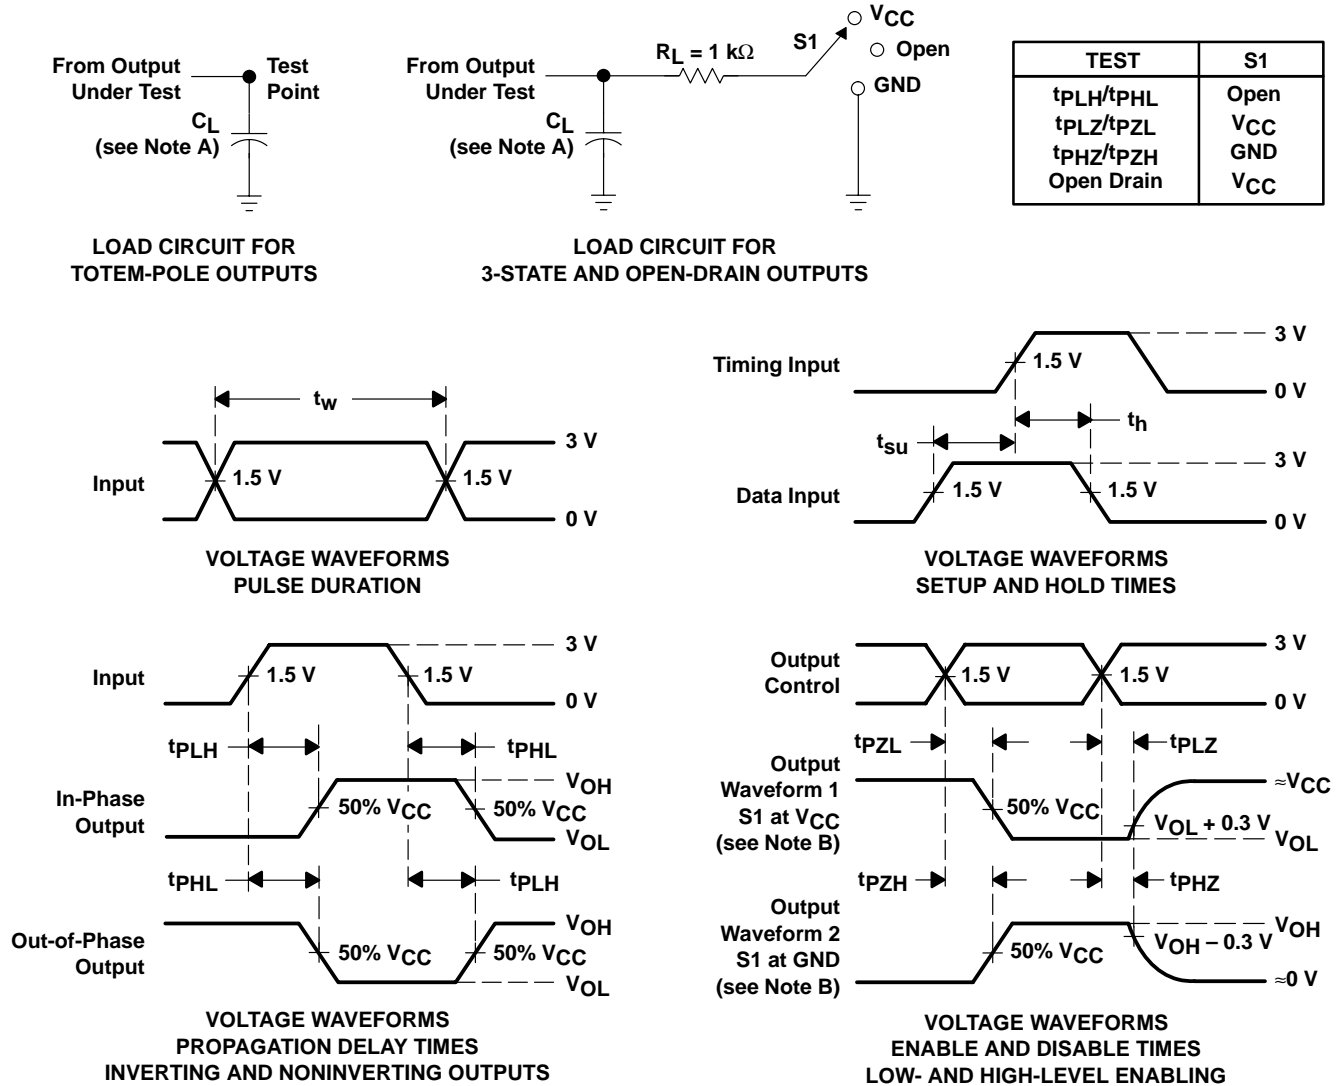 From Output
Under Test
Test
Point
CL
(see Note A)
LOAD CIRCUIT FOR
TOTEM-POLE OUTPUTS
From Output
Under Test
CL
(see Note A)
RL = 1 kΩ
S1
VCC
Open
GND
LOAD CIRCUIT FOR
3-STATE AND OPEN-DRAIN OUTPUTS
TEST S1
tPLH/tPHL Open
tPLZ/tPZL VCC
tPHZ/tPZH GND
Open Drain VCC
tw
Input
1.5 V
1.5 V
3 V
0 V
VOLTAGE WAVEFORMS
PULSE DURATION
Timing Input
1.5 V
3 V
0 V
tsu
th
Data Input
1.5 V
1.5 V
3 V
0 V
VOLTAGE WAVEFORMS
SETUP AND HOLD TIMES
Input
1.5 V
1.5 V
3 V
0 V
tPLH
tPHL
In-Phase
Output
50% VCC
50% VCC
VOH
VOL
tPHL
tPLH
Out-of-Phase
Output
50% VCC
50% VCC
VOH
VOL
VOLTAGE WAVEFORMS
PROPAGATION DELAY TIMES
INVERTING AND NONINVERTING OUTPUTS
Output
Control
1.5 V
1.5 V
3 V
0 V
tPZL
tPLZ
Output
Waveform 1
S1 at VCC
(see Note B)
50% VCC
VOL + 0.3 V
≈VCC
VOL
tPZH
tPHZ
Output
Waveform 2
S1 at GND
(see Note B)
50% VCC
VOH − 0.3 V
VOH
≈0 V
VOLTAGE WAVEFORMS
ENABLE AND DISABLE TIMES
LOW- AND HIGH-LEVEL ENABLING